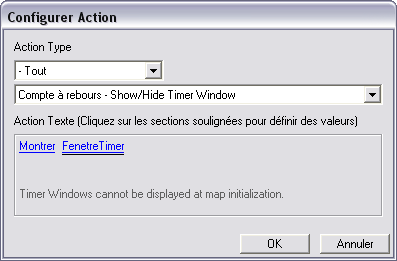 Configurer Action
Action Type
- Tout
Compte à rebours - Show/Hide Timer Window
Action Texte (Cliquez sur les sections soulignées pour définir des valeurs)
Montrer FenetreTimer
Timer Windows cannot be displayed at map initialization.
OK Annuler